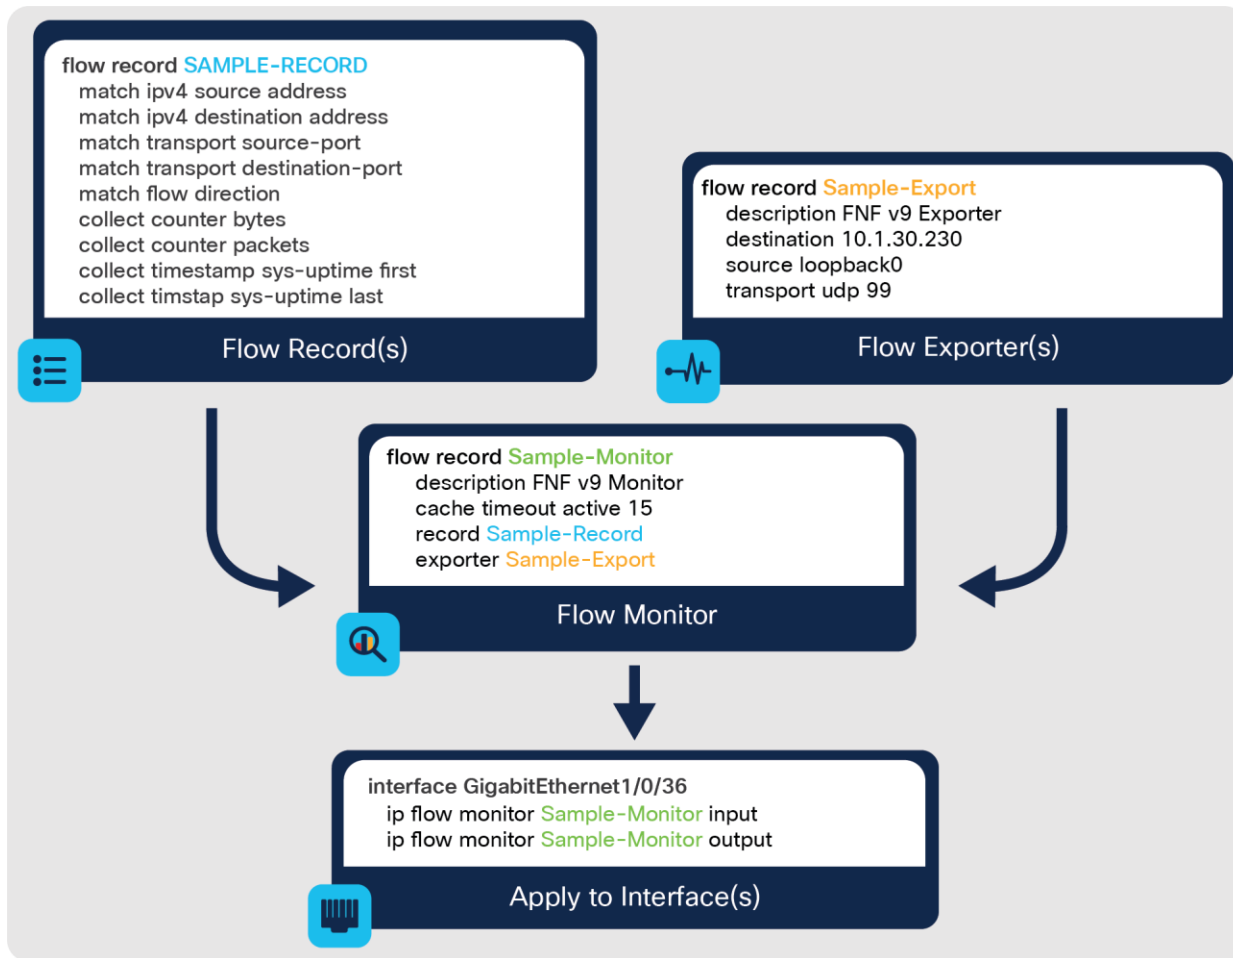 flow record SAMPLE-RECORD
match ipv4 source address
match ipv4 destination address
match transport source-port
match transport destination-port
match flow direction
collect counter bytes
collect counter packets
collect timestamp sys-uptime first
collect timstap sys-uptime last
Flow Record(s)
flow record Sample-Export
description FNF v9 Exporter
destination 10.1.30.230
source loopback0
transport udp 99
Flow Exporter(s)
flow record Sample-Monitor
description FNF v9 Monitor
cache timeout active 15
record Sample-Record
exporter Sample-Export
Flow Monitor
interface GigabitEthernet1/0/36
ip flow monitor Sample-Monitor input
ip flow monitor Sample-Monitor output
Apply to Interface(s)